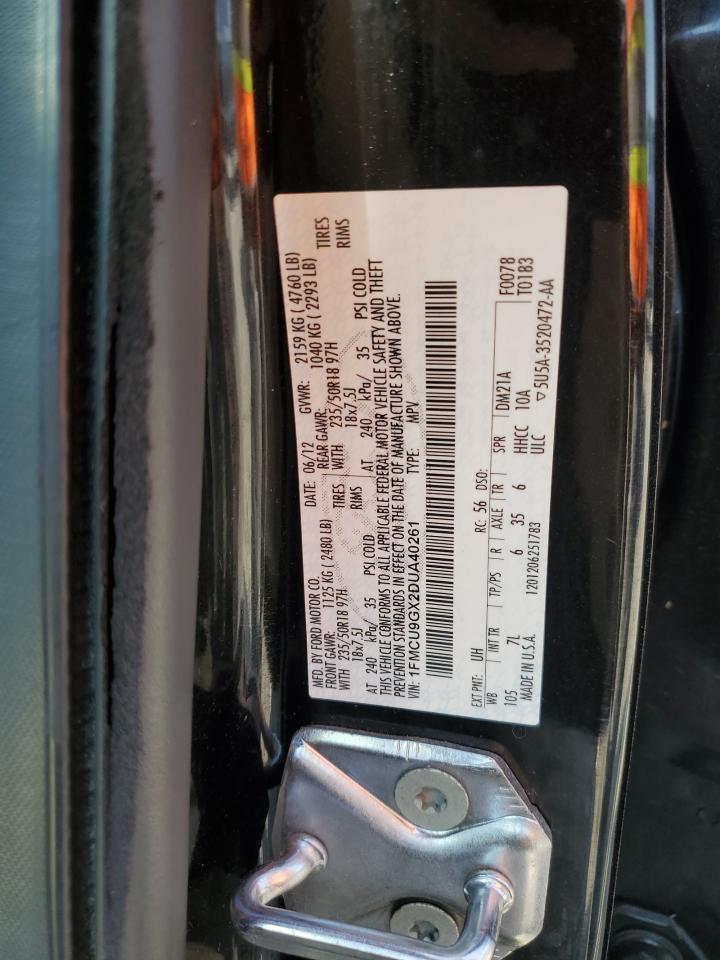 MFD. BY FORD MOTOR CO. DATE: 06/12 GVWR: 2159 KG ( 4760 LB)
FRONT GAWR: 1125 KG ( 2480 LB) REAR GAWR: 1040 KG ( 2293 LB)
WITH 235/50R18 97H TIRES WITH 235/50R18 97H TIRES
18x7.5J RIMS 18x7.5J RIMS
AT 240 kPa/ 35 PSI COLD AT 240 kPa/ 35 PSI COLD
THIS VEHICLE CONFORMS TO ALL APPLICABLE FEDERAL MOTOR VEHICLE SAFETY AND THEFT
PREVENTION STANDARDS IN EFFECT ON THE DATE OF MANUFACTURE SHOWN ABOVE.
VIN: 1FMCU9GX2DUA40261 TYPE: MPV
EXT PNT: UH RC: 56 DSO:
WB INT TR TP/PS R AXLE TR SPR DM21A F0078
105 7L 6 35 6 HHCC 10A T0183
MADE IN U.S.A. 1201206251783 ULC ▽5U5A-3520472-AA